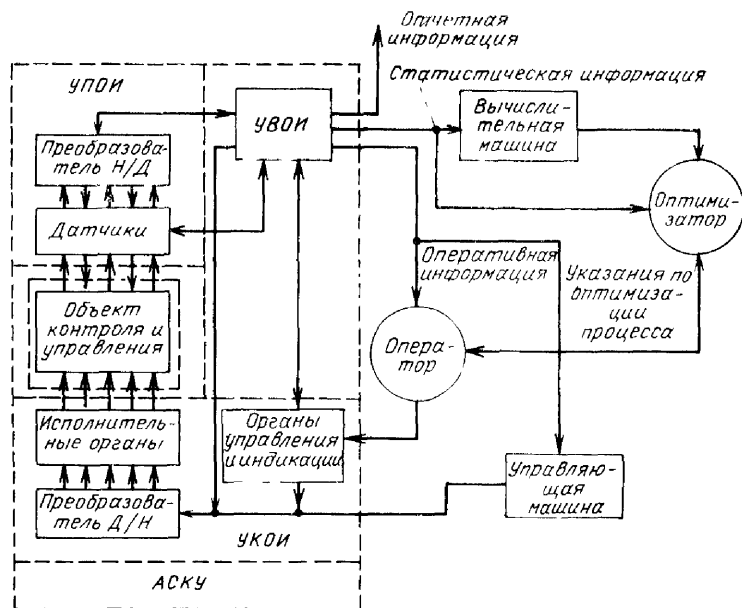 Отчетная
информация
УПОИ
Статистическая информация
УВОИ
Вычисли-
тельная
машина
Преобразова-
тель Н/Д
Оптими-
затор
Датчики
Оперативная
информация
Указания по
оптимиза-
ции
процесса
Объект
контроля и
управления
Опера-
тор
Исполнитель-
ные органы
Органы
управления
и индикации
Управляю-
щая
машина
Преобразова-
тель Д/Н
УКОИ
АСКУ